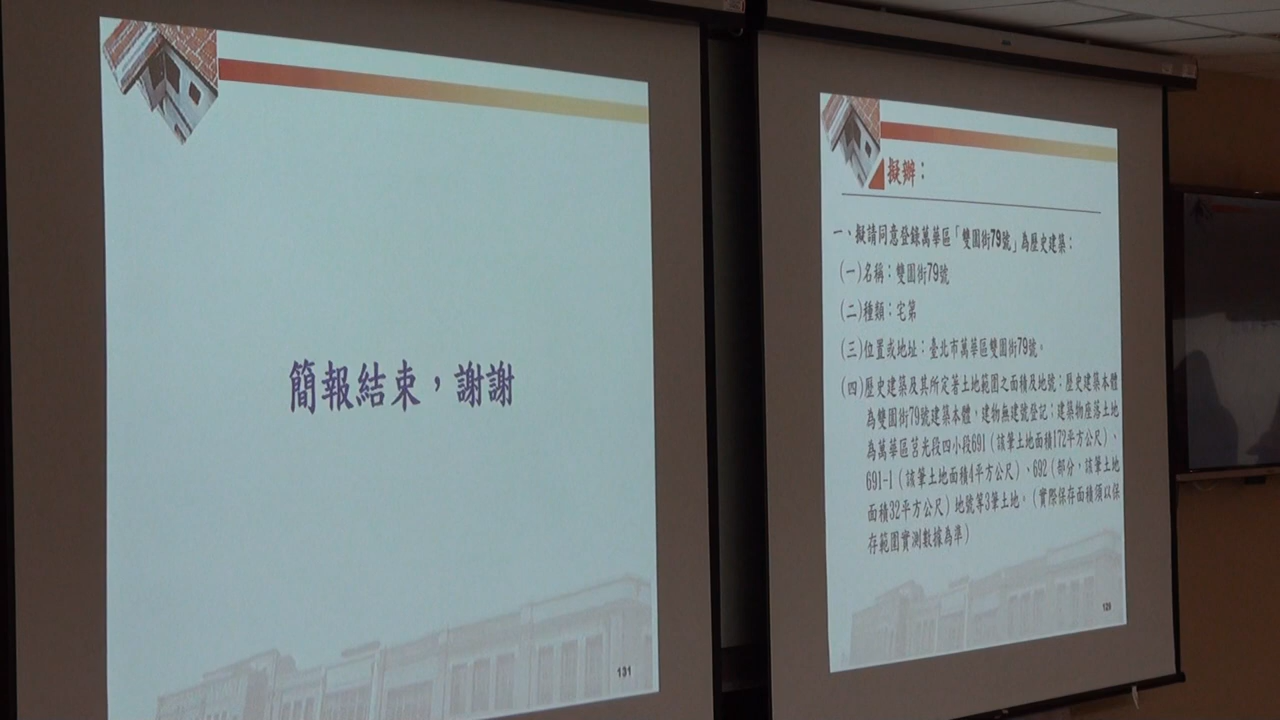 簡報結束，謝謝
131
擬辦：
一、擬請同意登錄萬華區「雙園街79號」為歷史建築：
(一)名稱：雙園街79號
(二)種類：宅第
(三)位置或地址：臺北市萬華區雙園街79號。
(四)歷史建築及其所定著土地範圍之面積及地號：歷史建築本體
為雙園街79號建築本體，建物無建號登記；建築物座落土地
為萬華區莒光段四小段691（該筆土地面積172平方公尺）、
691-1（該筆土地面積4平方公尺）、692（部分，該筆土地
面積32平方公尺）地號等3筆土地。（實際保存面積須以保
存範圍實測數據為準）
129